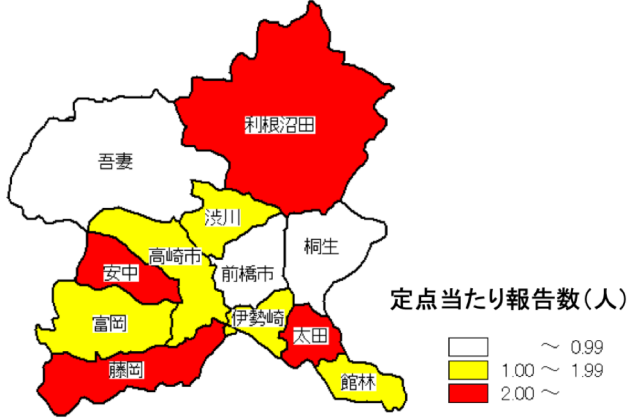 利根沼田
吾妻
渋川
桐生
高崎市
前橋市
安中
伊勢崎
富岡
太田
藤岡
館林
定点当たり報告数（人）
～ 0.99
1.00 ～ 1.99
2.00 ～